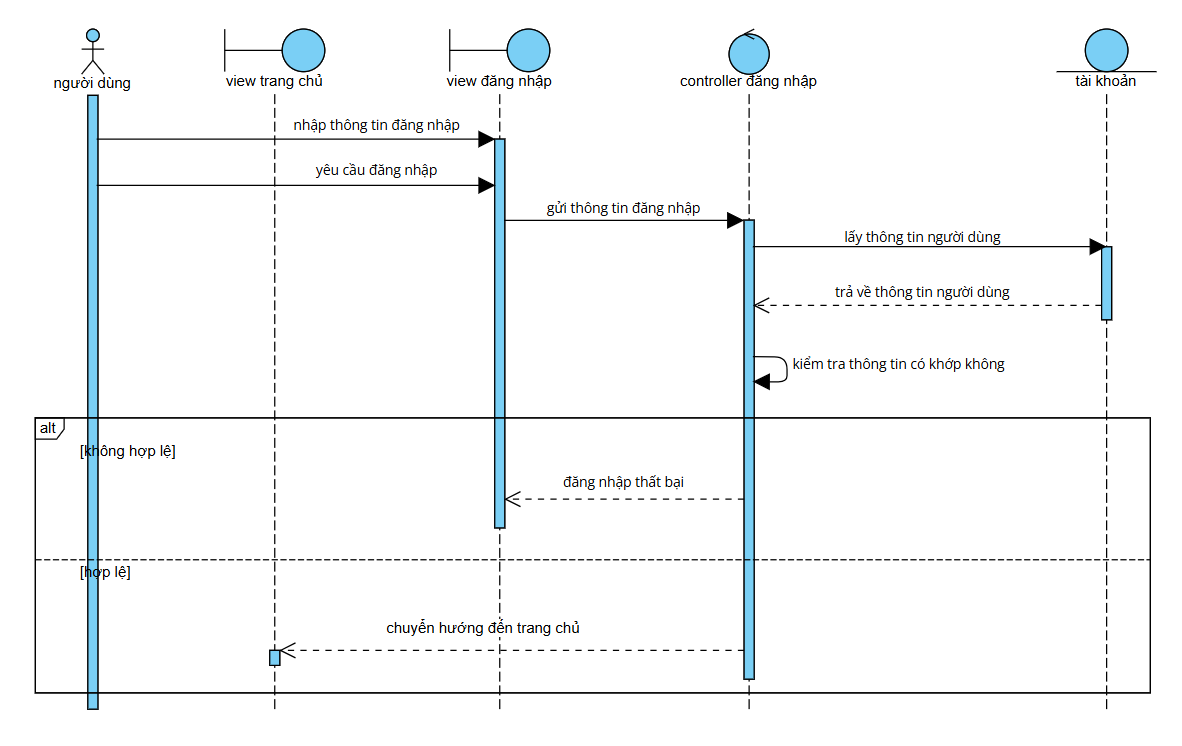 người dùng
view trang chủ
view đăng nhập
controller đăng nhập
tài khoản
nhập thông tin đăng nhập
yêu cầu đăng nhập
gửi thông tin đăng nhập
lấy thông tin người dùng
trả về thông tin người dùng
kiểm tra thông tin có khớp không
alt
[không hợp lệ]
đăng nhập thất bại
[hợp lệ]
chuyển hướng đến trang chủ